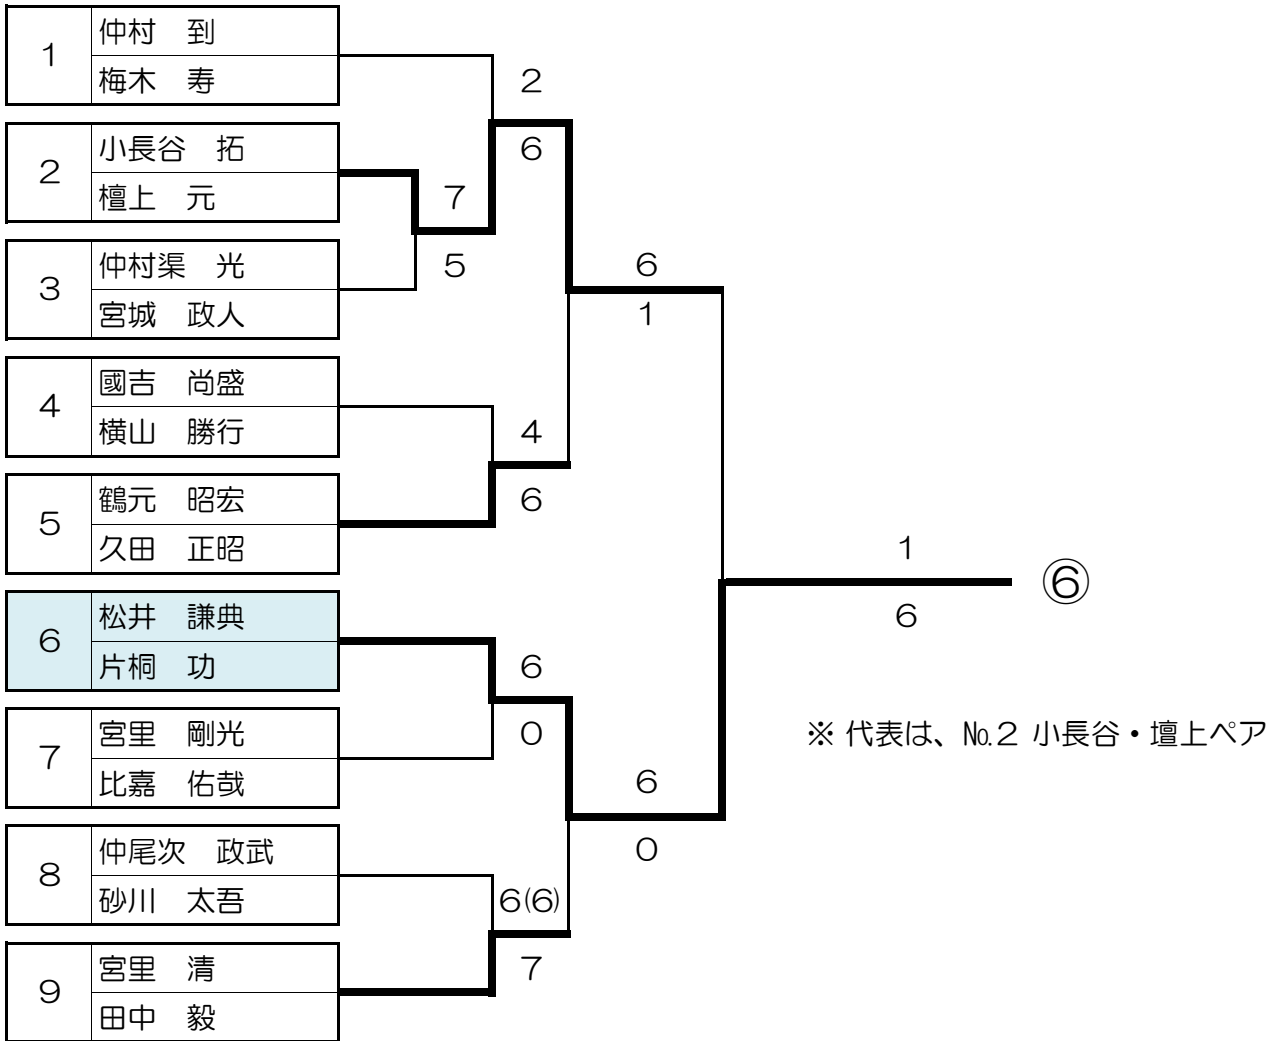 1
仲村　到
梅木　寿
2
6
2
小長谷　拓
檀上　元
7
5
3
仲村渠　光
宮城　政人
6
1
4
國吉　尚盛
横山　勝行
4
6
5
鶴元　昭宏
久田　正昭
1
6
⑥
6
松井　謙典
片桐　功
6
0
7
宮里　剛光
比嘉　佑哉
※ 代表は、№2 小長谷・壇上ペア
6
0
8
仲尾次　政武
砂川　太吾
6(6)
7
9
宮里　清
田中　毅